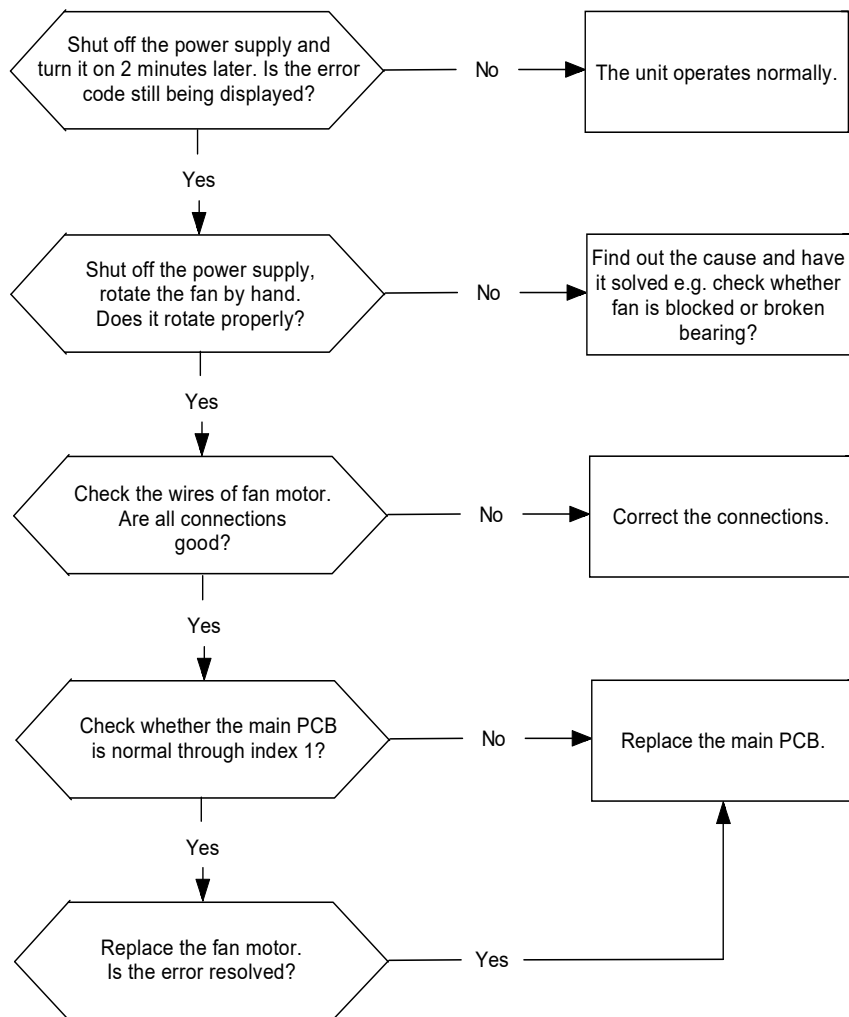 Shut off the power supply and
turn it on 2 minutes later. Is the error
code still being displayed?
No
The unit operates normally.
Yes
Shut off the power supply,
rotate the fan by hand.
Does it rotate properly?
No
Find out the cause and have
it solved e.g. check whether
fan is blocked or broken
bearing?
Yes
Check the wires of fan motor.
Are all connections
good?
No
Correct the connections.
Yes
Check whether the main PCB
is normal through index 1?
No
Replace the main PCB.
Yes
Replace the fan motor.
Is the error resolved?
Yes